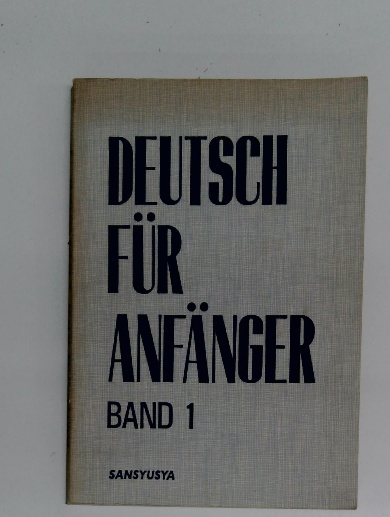 DEUTSCH
FÜR
ANFÄNGER
BAND 1
SANSYUSYA